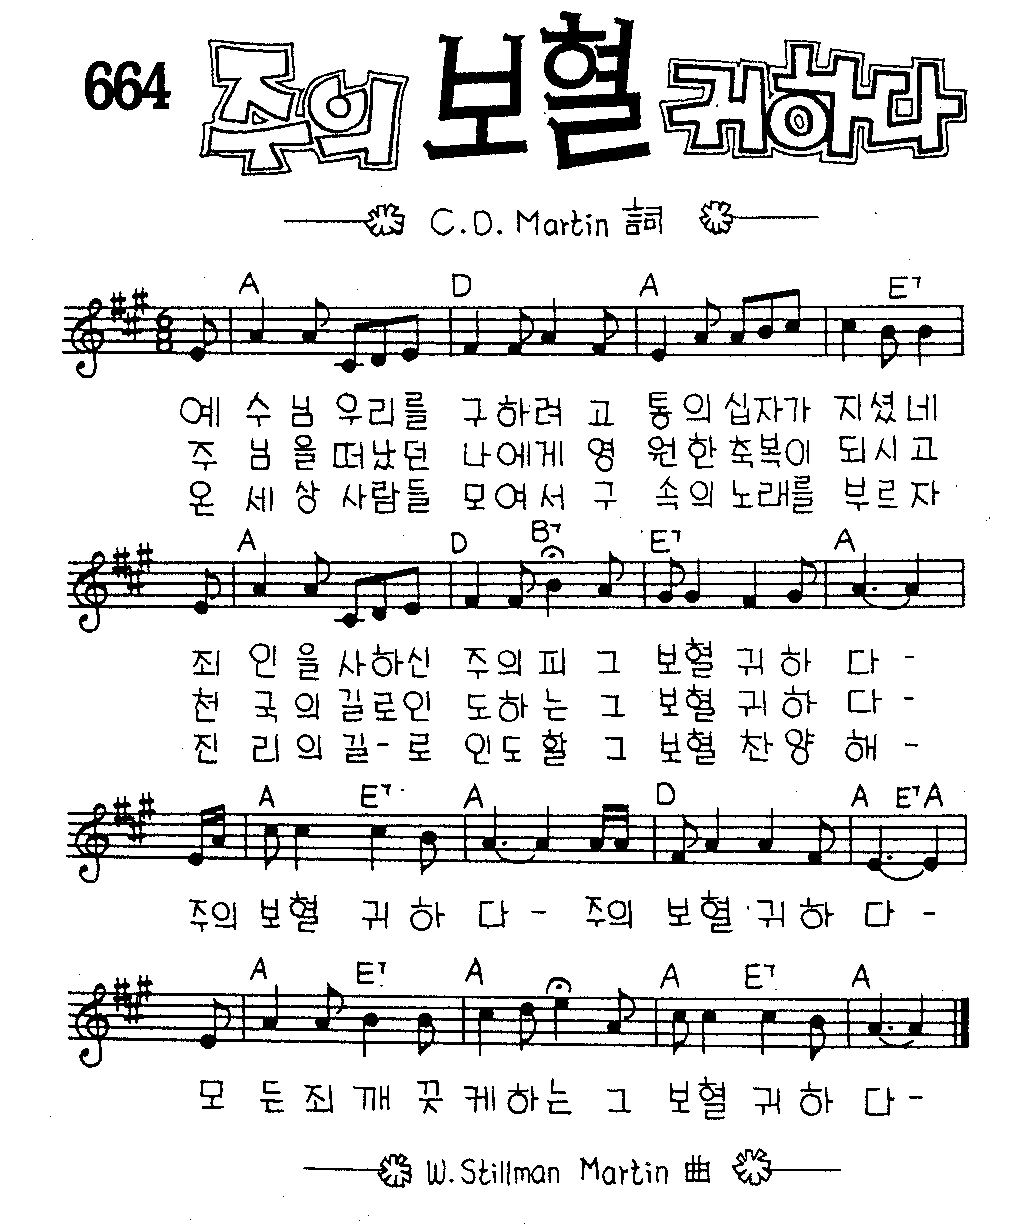 664 주의 보혈 귀하다
C.D. Martin 詞
A D A E7
예 수 님 우리를 구하려 고 통의십자가 지셨네
주 님을떠났던 나에게 영 원한축복이 되시고
온 세 상 사람들 모여서 구 속의노래를 부르자
A D B7 E7 A
죄 인을사하신 주의피 그 보혈 귀하 다-
천 국의길로인 도하는 그 보혈 귀하 다-
진 리의길-로 인도할 그 보혈 찬양 해-
A E7 A D A E7 A
주의 보혈 귀 하 다- 주의 보혈 귀하 다-
A E7 A A E7 A
모 든죄 깨 끗 케하는 그 보혈 귀 하 다-
W. Stillman Martin 曲